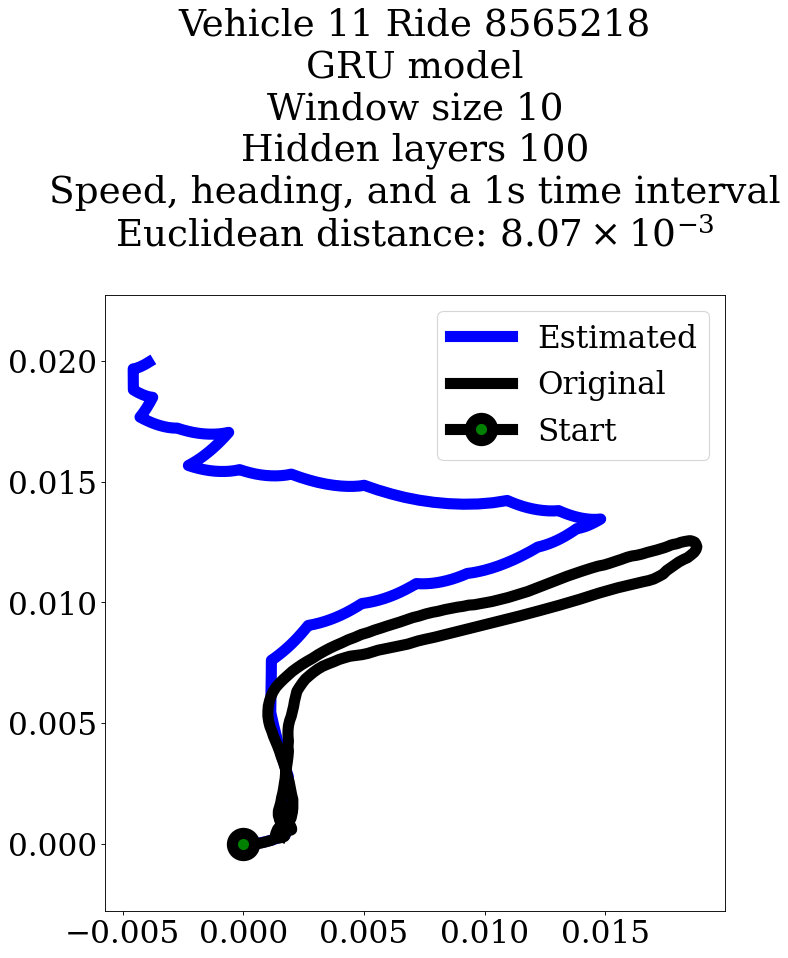 Vehicle 11 Ride 8565218
GRU model
Window size 10
Hidden layers 100
Speed, heading, and a 1s time interval
Euclidean distance: 8.07 × 10⁻³
Estimated
Original
Start
0.020
0.015
0.010
0.005
0.000
−0.005 0.000 0.005 0.010 0.015